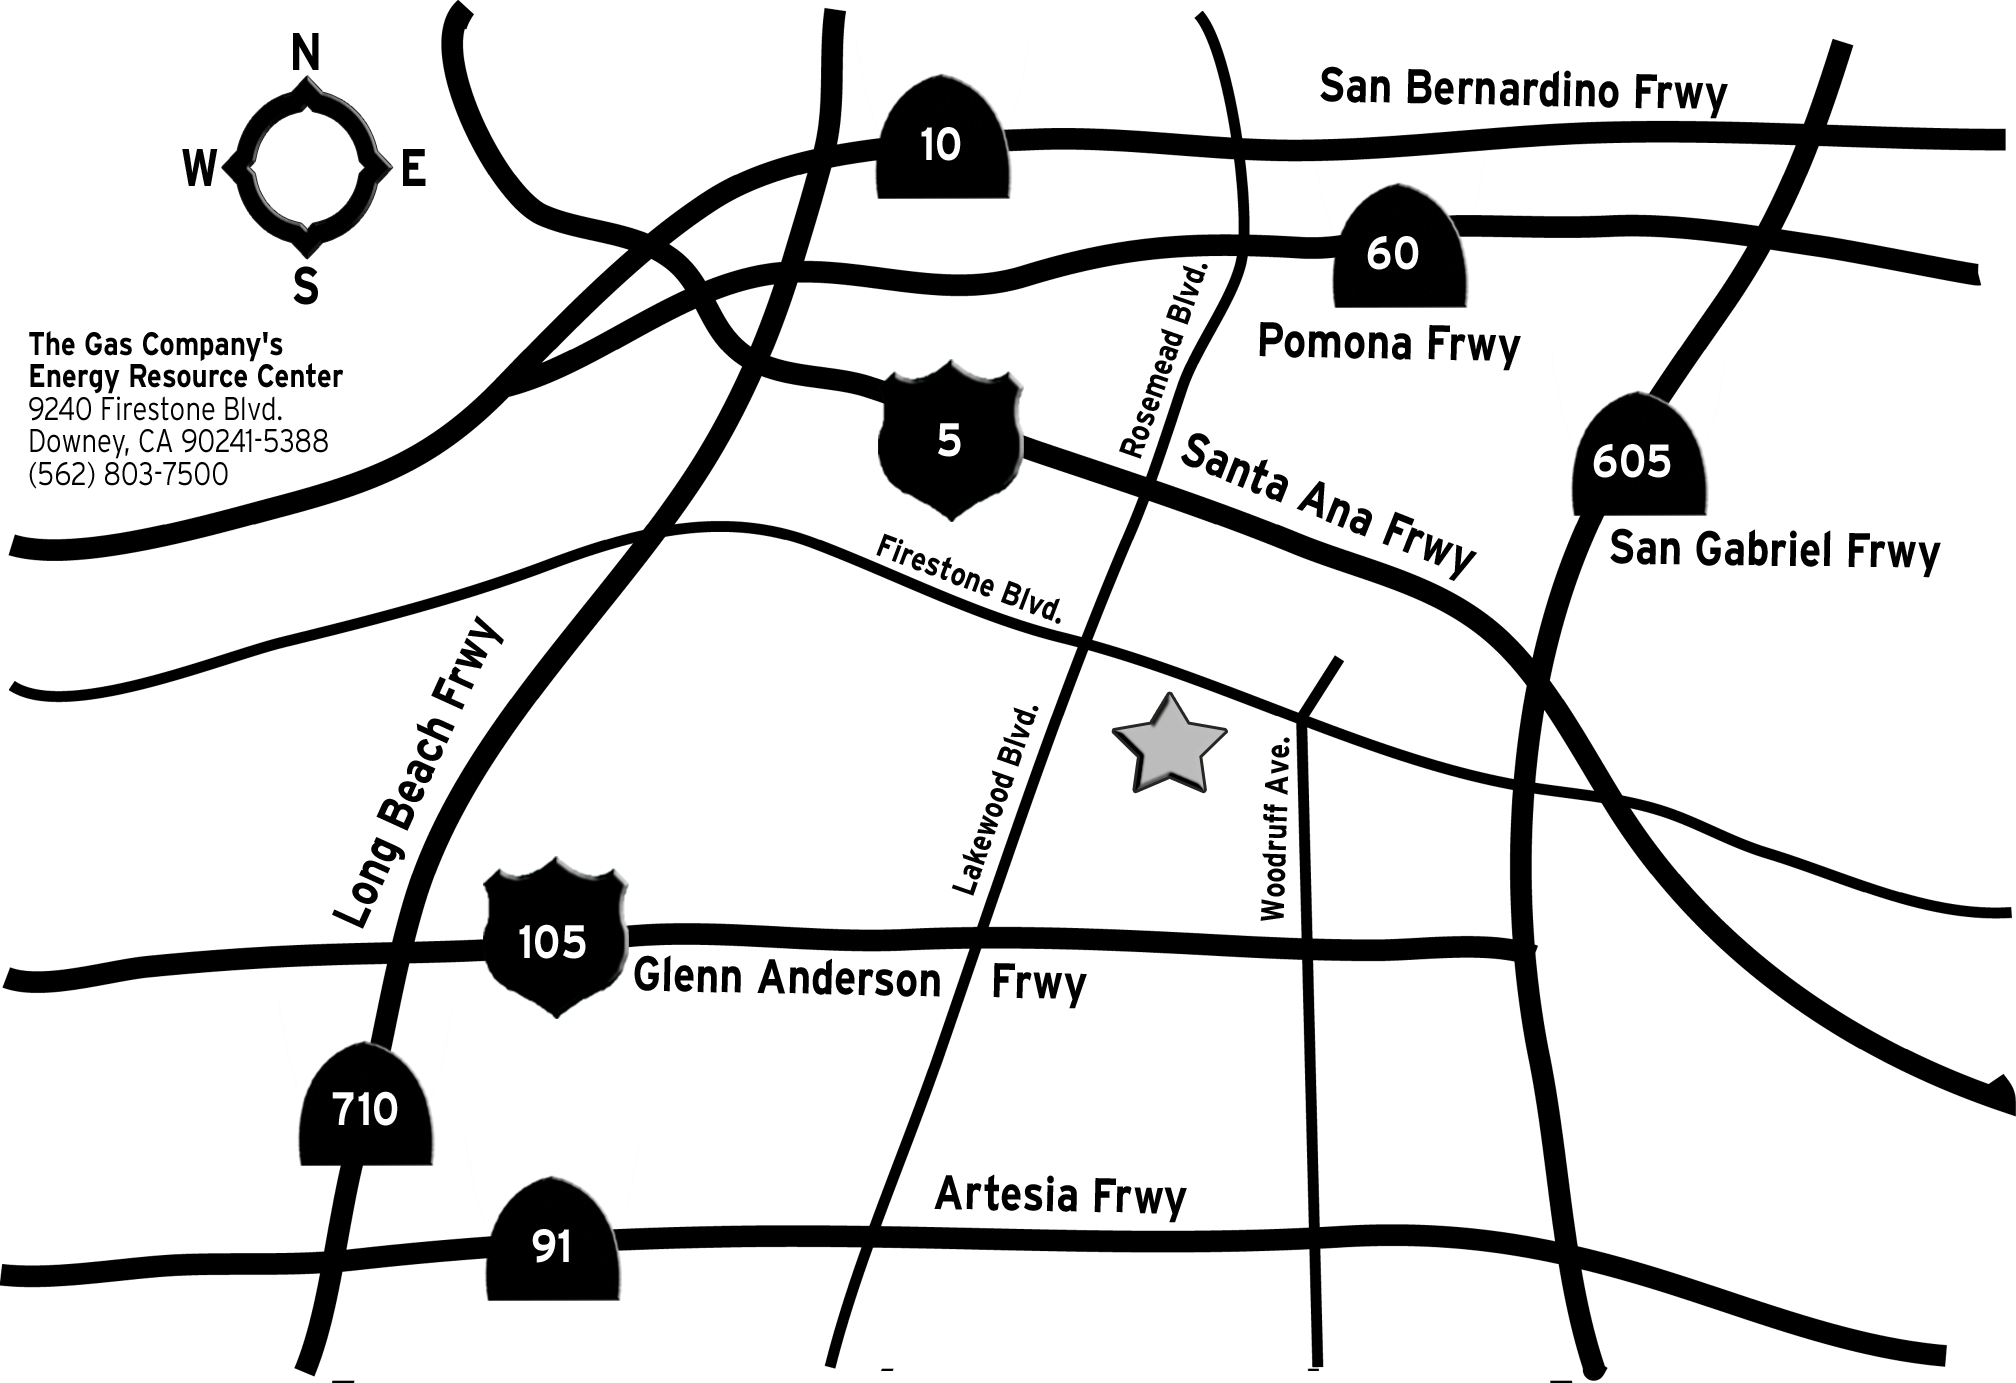 N
W
E
S
The Gas Company's
Energy Resource Center
9240 Firestone Blvd.
Downey, CA 90241-5388
(562) 803-7500
San Bernardino Frwy
10
60
Pomona Frwy
Rosemead Blvd.
5
Santa Ana Frwy
605
San Gabriel Frwy
Firestone Blvd.
Long Beach Frwy
Lakewood Blvd.
Woodruff Ave.
105
Glenn Anderson Frwy
710
Artesia Frwy
91